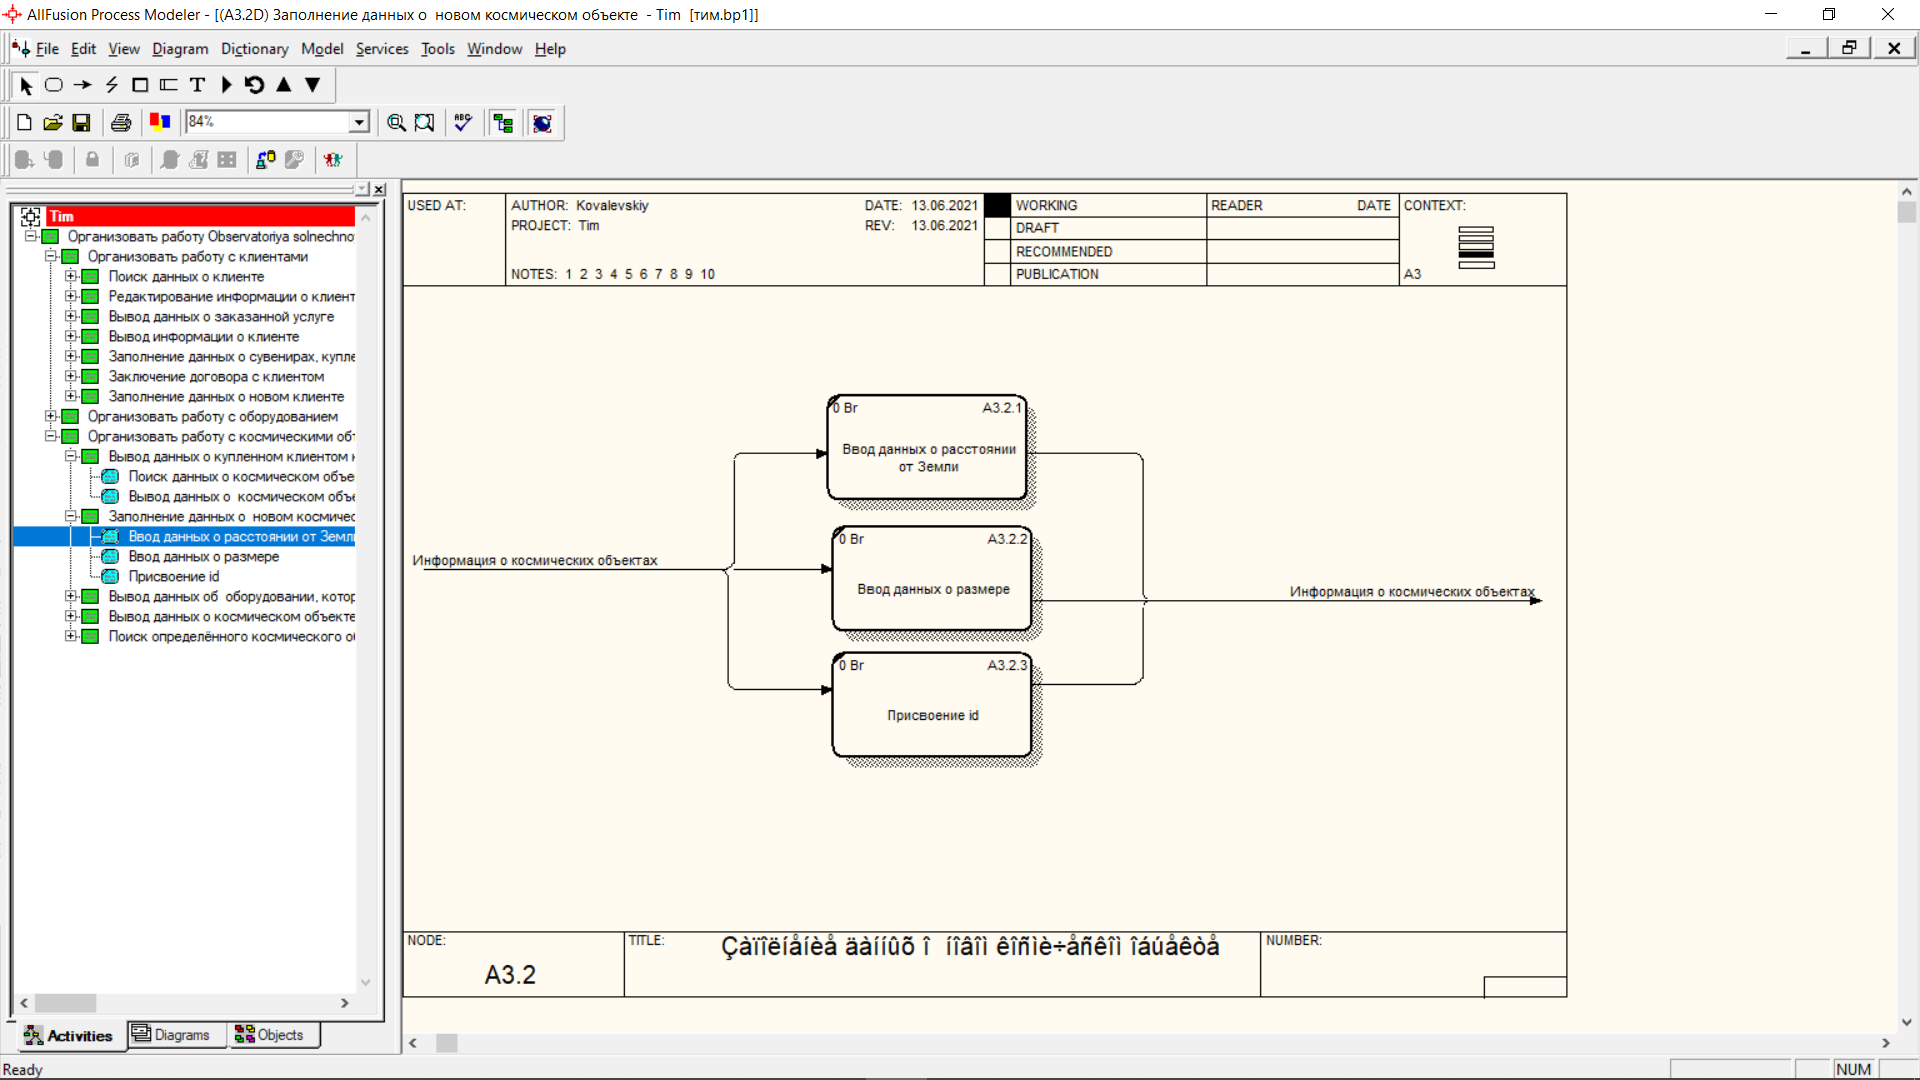 AllFusion Process Modeler - [(A3.2D) Заполнение данных о  новом космическом объекте  - Tim  [тим.bp1]]
File Edit View Diagram Dictionary Model Services Tools Window Help
84%
Tim
Организовать работу Observatoriya solnechno
Организовать работу с клиентами
Поиск данных о клиенте
Редактирование информации о клиент
Вывод данных о заказанной услуге
Вывод информации о клиенте
Заполнение данных о сувенирах, купле
Заключение договора с клиентом
Заполнение данных о новом клиенте
Организовать работу с оборудованием
Организовать работу с космическими об
Вывод данных о купленном клиентом
Поиск данных о космическом объе
Вывод данных о  космическом объе
Заполнение данных о  новом космичес
Ввод данных о расстоянии от Земли
Ввод данных о размере
Присвоение id
Вывод данных об  оборудовании, котор
Вывод данных о космическом объекте
Поиск определённого космического о
Activities Diagrams Objects
USED AT:
AUTHOR: Kovalevskiy
DATE: 13.06.2021
PROJECT: Tim
REV: 13.06.2021
NOTES: 1 2 3 4 5 6 7 8 9 10
WORKING
DRAFT
RECOMMENDED
PUBLICATION
READER DATE
CONTEXT:
A3
0 Br A3.2.1
Ввод данных о расстоянии
от Земли
0 Br A3.2.2
Ввод данных о размере
0 Br A3.2.3
Присвоение id
Информация о космических объектах
Информация о космических объектах
NODE:
A3.2
TITLE:
Çàïîëíåíèå äàííûõ î  íîâîì êîñìè÷åñêîì îáúåêòå
NUMBER:
Ready
NUM